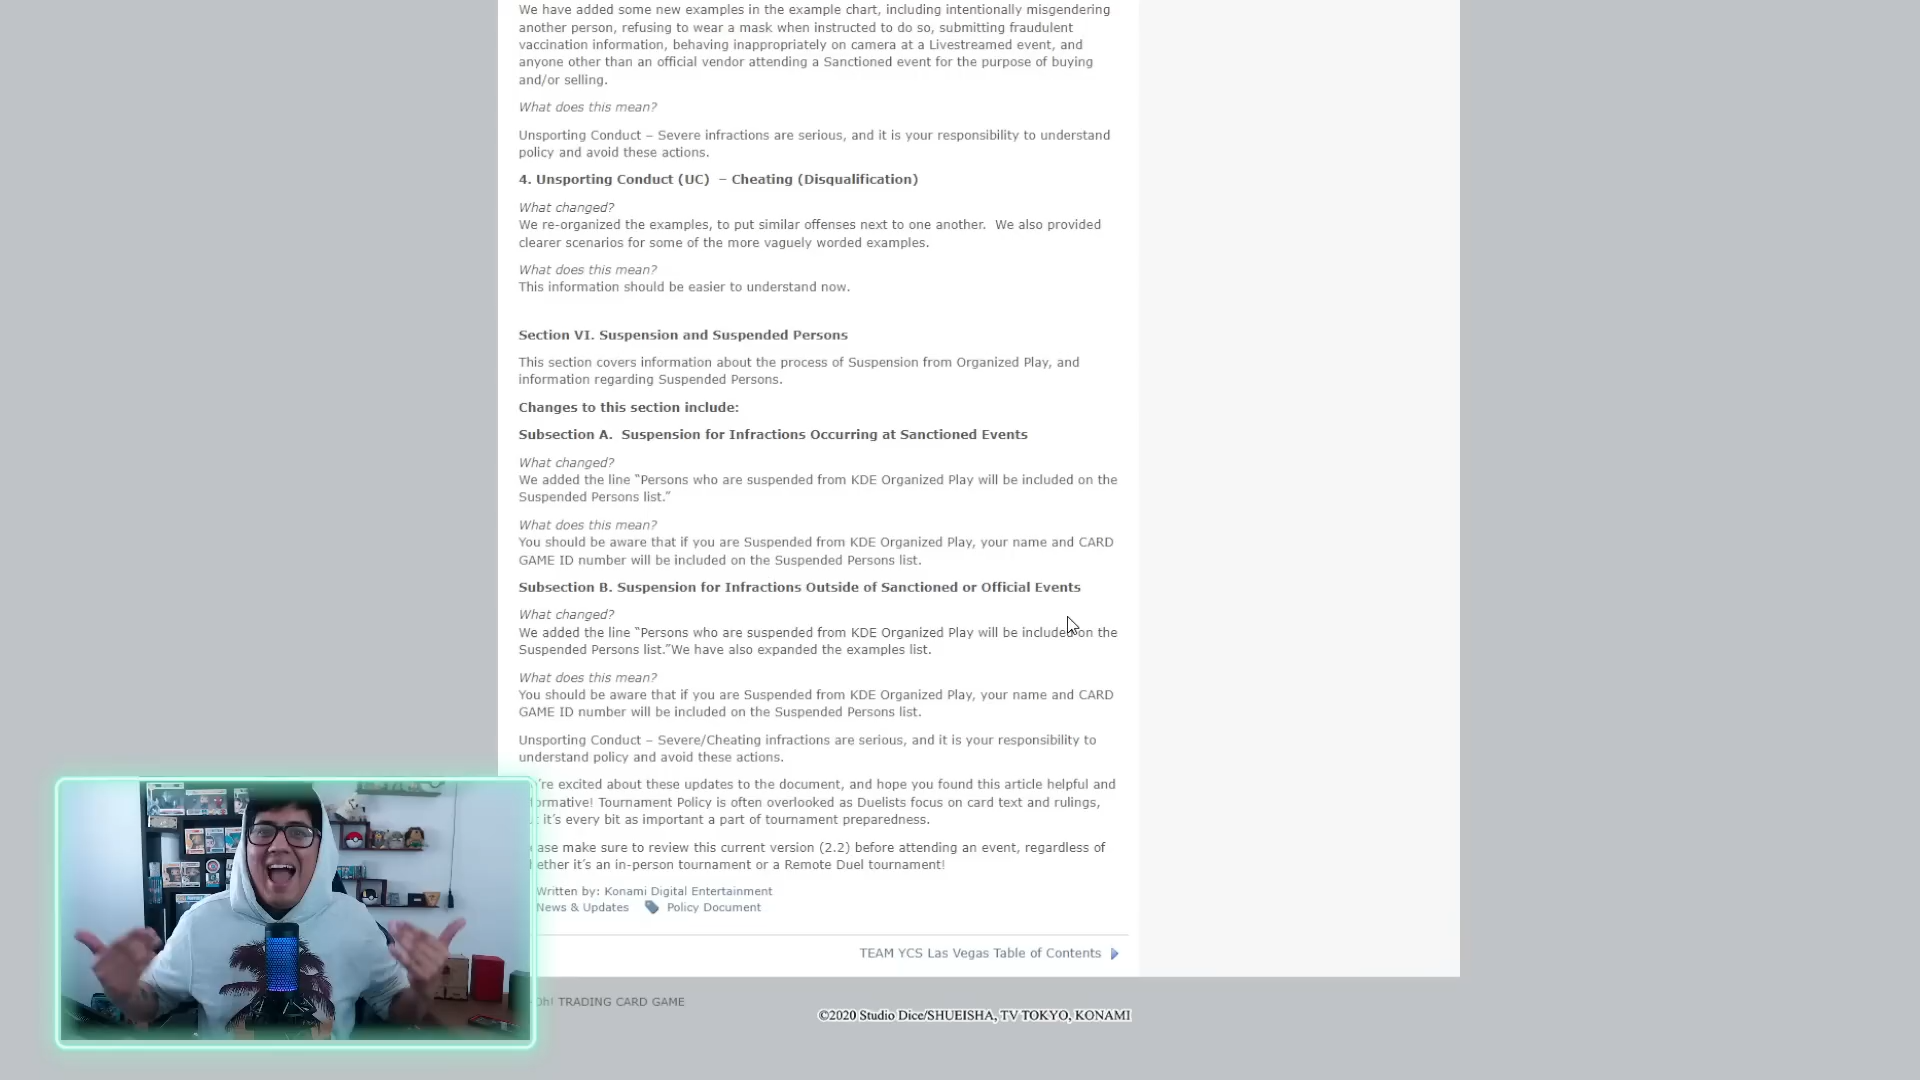 We have added some new examples in the example chart, including intentionally misgendering
another person, refusing to wear a mask when instructed to do so, submitting fraudulent
vaccination information, behaving inappropriately on camera at a Livestreamed event, and
anyone other than an official vendor attending a Sanctioned event for the purpose of buying
and/or selling.
What does this mean?
Unsporting Conduct – Severe infractions are serious, and it is your responsibility to understand
policy and avoid these actions.
4. Unsporting Conduct (UC)  – Cheating (Disqualification)
What changed?
We re-organized the examples, to put similar offenses next to one another.  We also provided
clearer scenarios for some of the more vaguely worded examples.
What does this mean?
This information should be easier to understand now.
Section VI. Suspension and Suspended Persons
This section covers information about the process of Suspension from Organized Play, and
information regarding Suspended Persons.
Changes to this section include:
Subsection A.  Suspension for Infractions Occurring at Sanctioned Events
What changed?
We added the line “Persons who are suspended from KDE Organized Play will be included on the
Suspended Persons list.”
What does this mean?
You should be aware that if you are Suspended from KDE Organized Play, your name and CARD
GAME ID number will be included on the Suspended Persons list.
Subsection B. Suspension for Infractions Outside of Sanctioned or Official Events
What changed?
We added the line “Persons who are suspended from KDE Organized Play will be included on the
Suspended Persons list.”We have also expanded the examples list.
What does this mean?
You should be aware that if you are Suspended from KDE Organized Play, your name and CARD
GAME ID number will be included on the Suspended Persons list.
Unsporting Conduct – Severe/Cheating infractions are serious, and it is your responsibility to
understand policy and avoid these actions.
excited about these updates to the document, and hope you found this article helpful and
Tournament Policy is often overlooked as Duelists focus on card text and rulings,
it’s every bit as important a part of tournament preparedness.
make sure to review this current version (2.2) before attending an event, regardless of
it’s an in-person tournament or a Remote Duel tournament!
Written by: Konami Digital Entertainment
News & Updates Policy Document
TEAM YCS Las Vegas Table of Contents
TRADING CARD GAME
©2020 Studio Dice/SHUEISHA, TV TOKYO, KONAMI